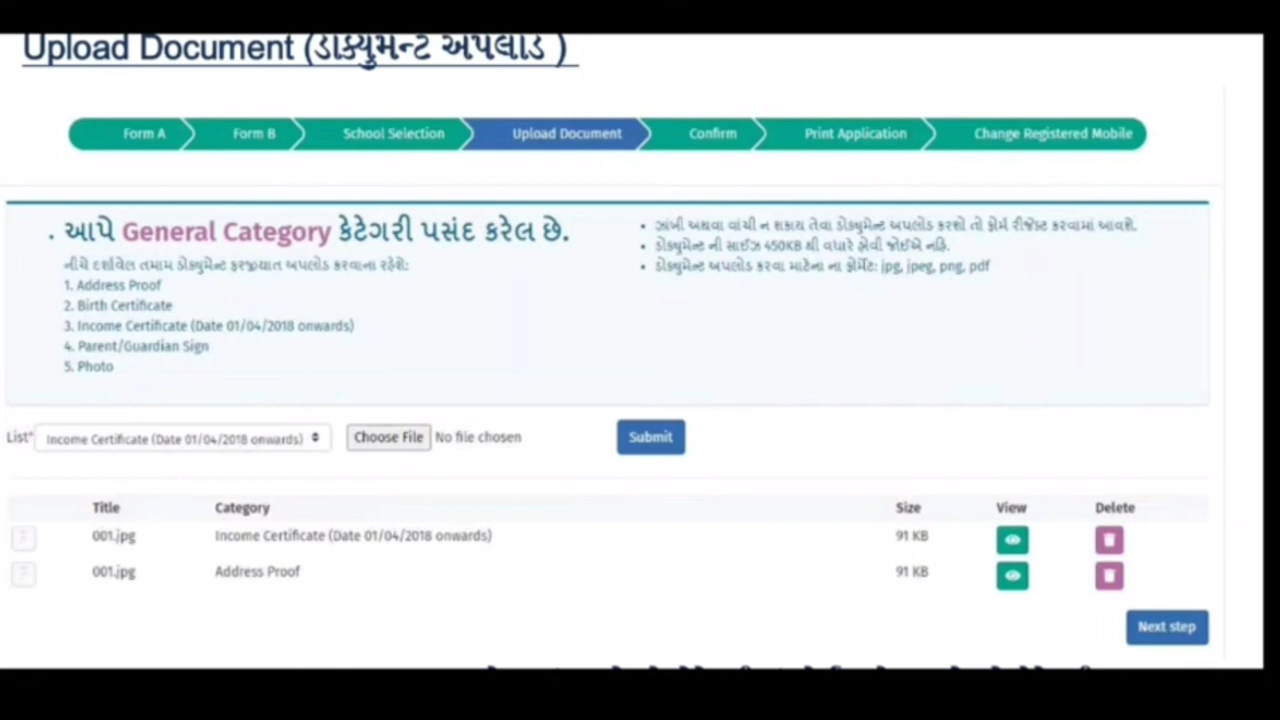 Upload Document (ડોક્યુમેન્ટ અપલોડ )
Form A
Form B
School Selection
Upload Document
Confirm
Print Application
Change Registered Mobile
. આપે General Category કેટેગરી પસંદ કરેલ છે.
નીચે દર્શાવેલ તમામ ડોક્યુમેન્ટ ફરજીયાત અપલોડ કરવાના રહેશે:
1. Address Proof
2. Birth Certificate
3. Income Certificate (Date 01/04/2018 onwards)
4. Parent/Guardian Sign
5. Photo
• ઝાંખી અથવા વાંચી ન શકાય તેવા ડોક્યુમેન્ટ અપલોડ કરશો તો ફોર્મ રીજેક્ટ કરવામાં આવશે.
• ડોક્યુમેન્ટ ની સાઈઝ 450KB થી વધારે હોવી જોઈએ નહિ.
• ડોક્યુમેન્ટ અપલોડ કરવા માટેના ના ફોર્મેટ: jpg, jpeg, png, pdf
List* Income Certificate (Date 01/04/2018 onwards) Choose File No file chosen Submit
Title Category Size View Delete
001.jpg Income Certificate (Date 01/04/2018 onwards) 91 KB
001.jpg Address Proof 91 KB
Next step